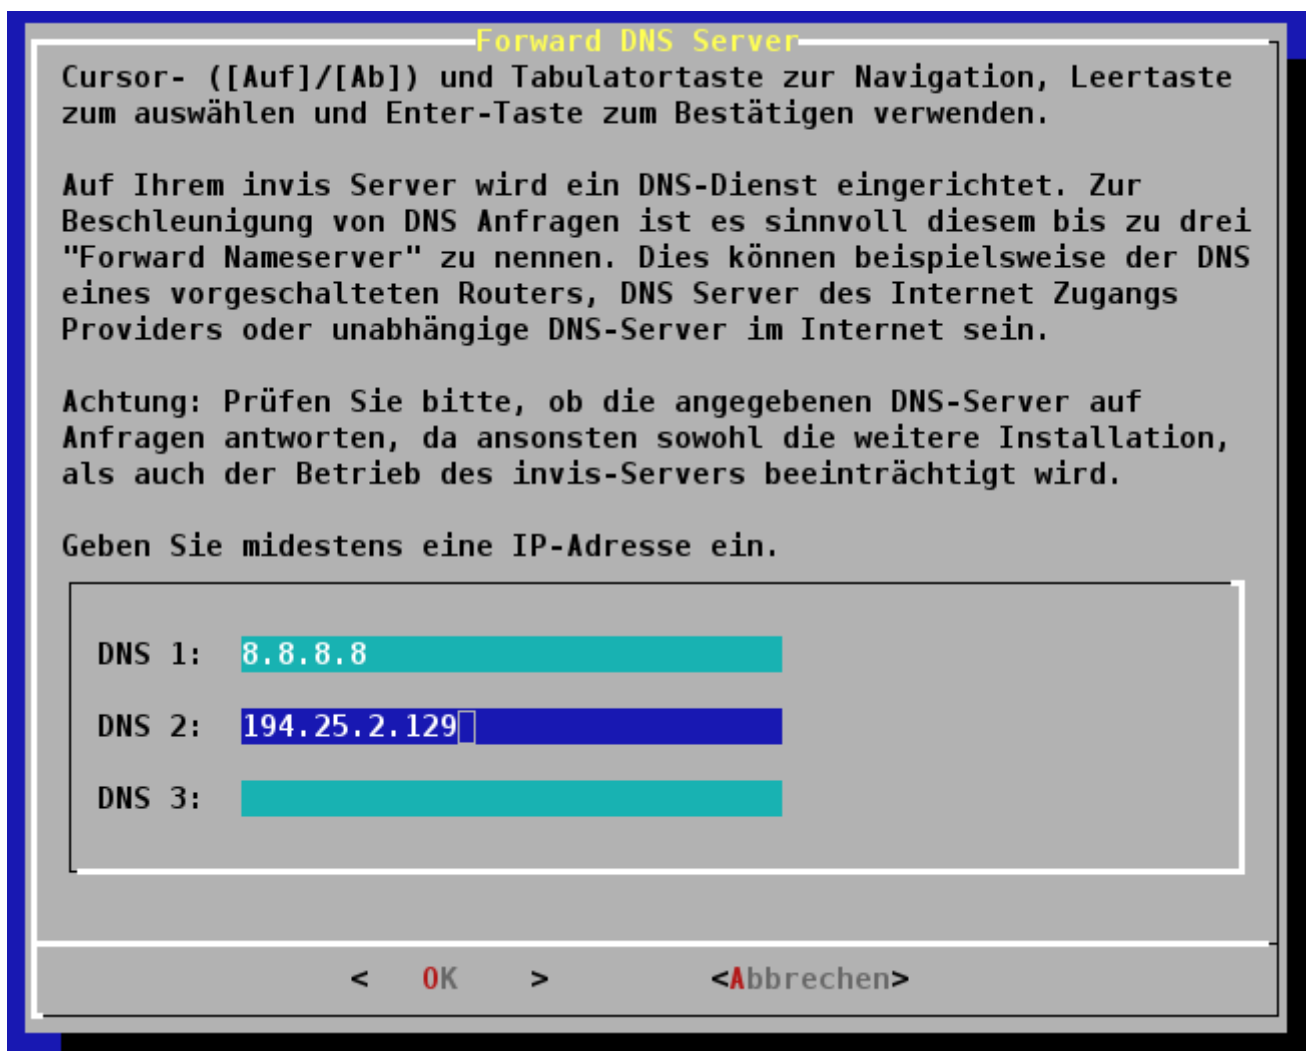 Forward DNS Server
Cursor- ([Auf]/[Ab]) und Tabulatortaste zur Navigation, Leertaste
zum auswählen und Enter-Taste zum Bestätigen verwenden.
Auf Ihrem invis Server wird ein DNS-Dienst eingerichtet. Zur
Beschleunigung von DNS Anfragen ist es sinnvoll diesem bis zu drei
"Forward Nameserver" zu nennen. Dies können beispielsweise der DNS
eines vorgeschalteten Routers, DNS Server des Internet Zugangs
Providers oder unabhängige DNS-Server im Internet sein.
Achtung: Prüfen Sie bitte, ob die angegebenen DNS-Server auf
Anfragen antworten, da ansonsten sowohl die weitere Installation,
als auch der Betrieb des invis-Servers beeinträchtigt wird.
Geben Sie midestens eine IP-Adresse ein.
DNS 1: 8.8.8.8
DNS 2: 194.25.2.129
DNS 3:
< OK > <Abbrechen>